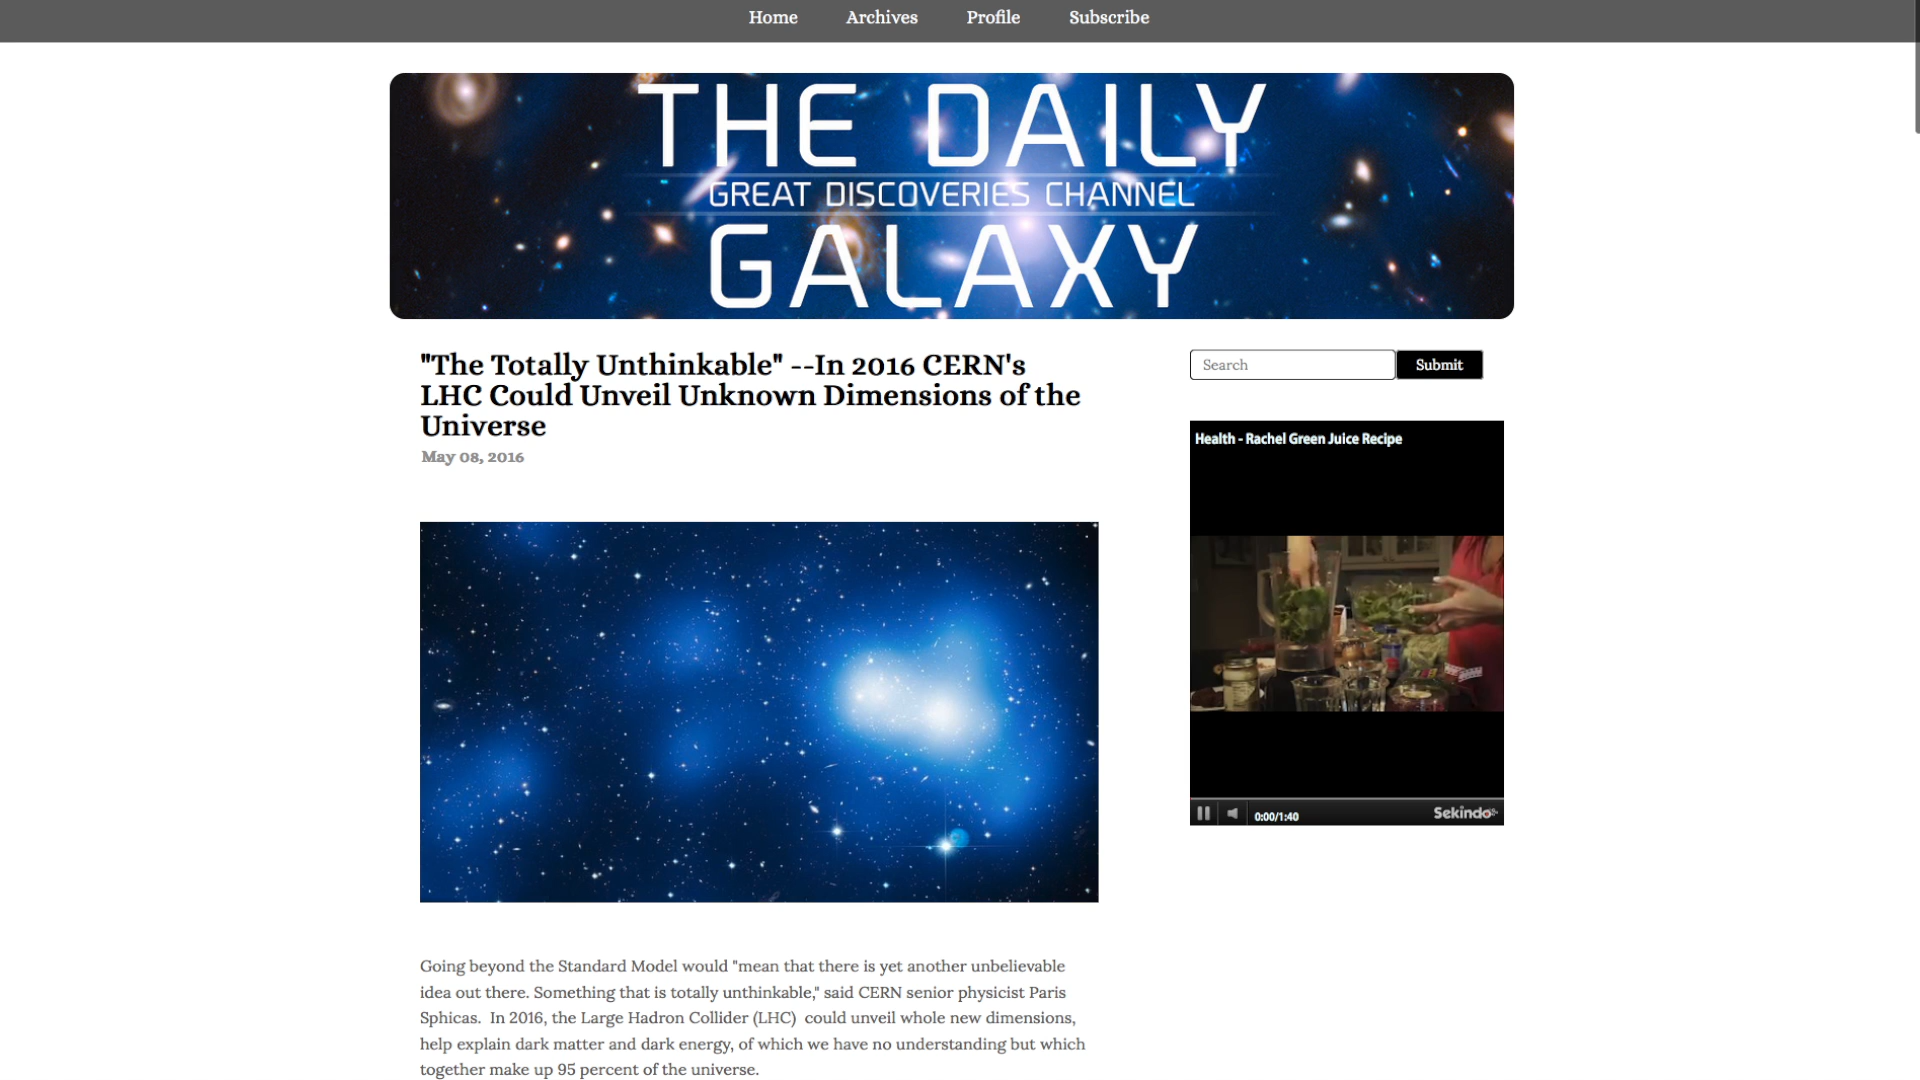 Home Archives Profile Subscribe
THE DAILY
GREAT DISCOVERIES CHANNEL
GALAXY
"The Totally Unthinkable" --In 2016 CERN's
LHC Could Unveil Unknown Dimensions of the
Universe
May 08, 2016
Search Submit
Health - Rachel Green Juice Recipe
0:00/1:40 Sekindo
Going beyond the Standard Model would "mean that there is yet another unbelievable
idea out there. Something that is totally unthinkable," said CERN senior physicist Paris
Sphicas.  In 2016, the Large Hadron Collider (LHC)  could unveil whole new dimensions,
help explain dark matter and dark energy, of which we have no understanding but which
together make up 95 percent of the universe.